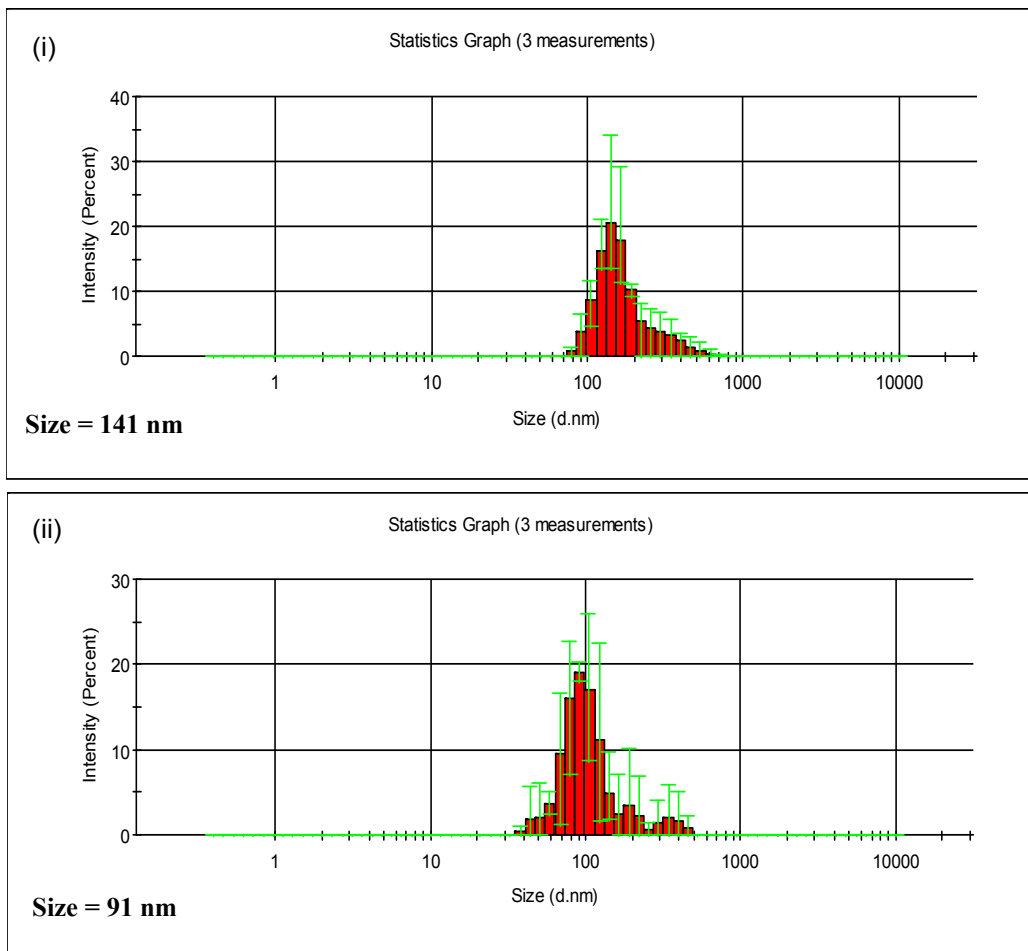 (i)
Statistics Graph (3 measurements)
40
30
20
10
0
Intensity (Percent)
1 10 100 1000 10000
Size (d.nm)
Size = 141 nm
(ii)
Statistics Graph (3 measurements)
30
20
10
0
Intensity (Percent)
1 10 100 1000 10000
Size (d.nm)
Size = 91 nm